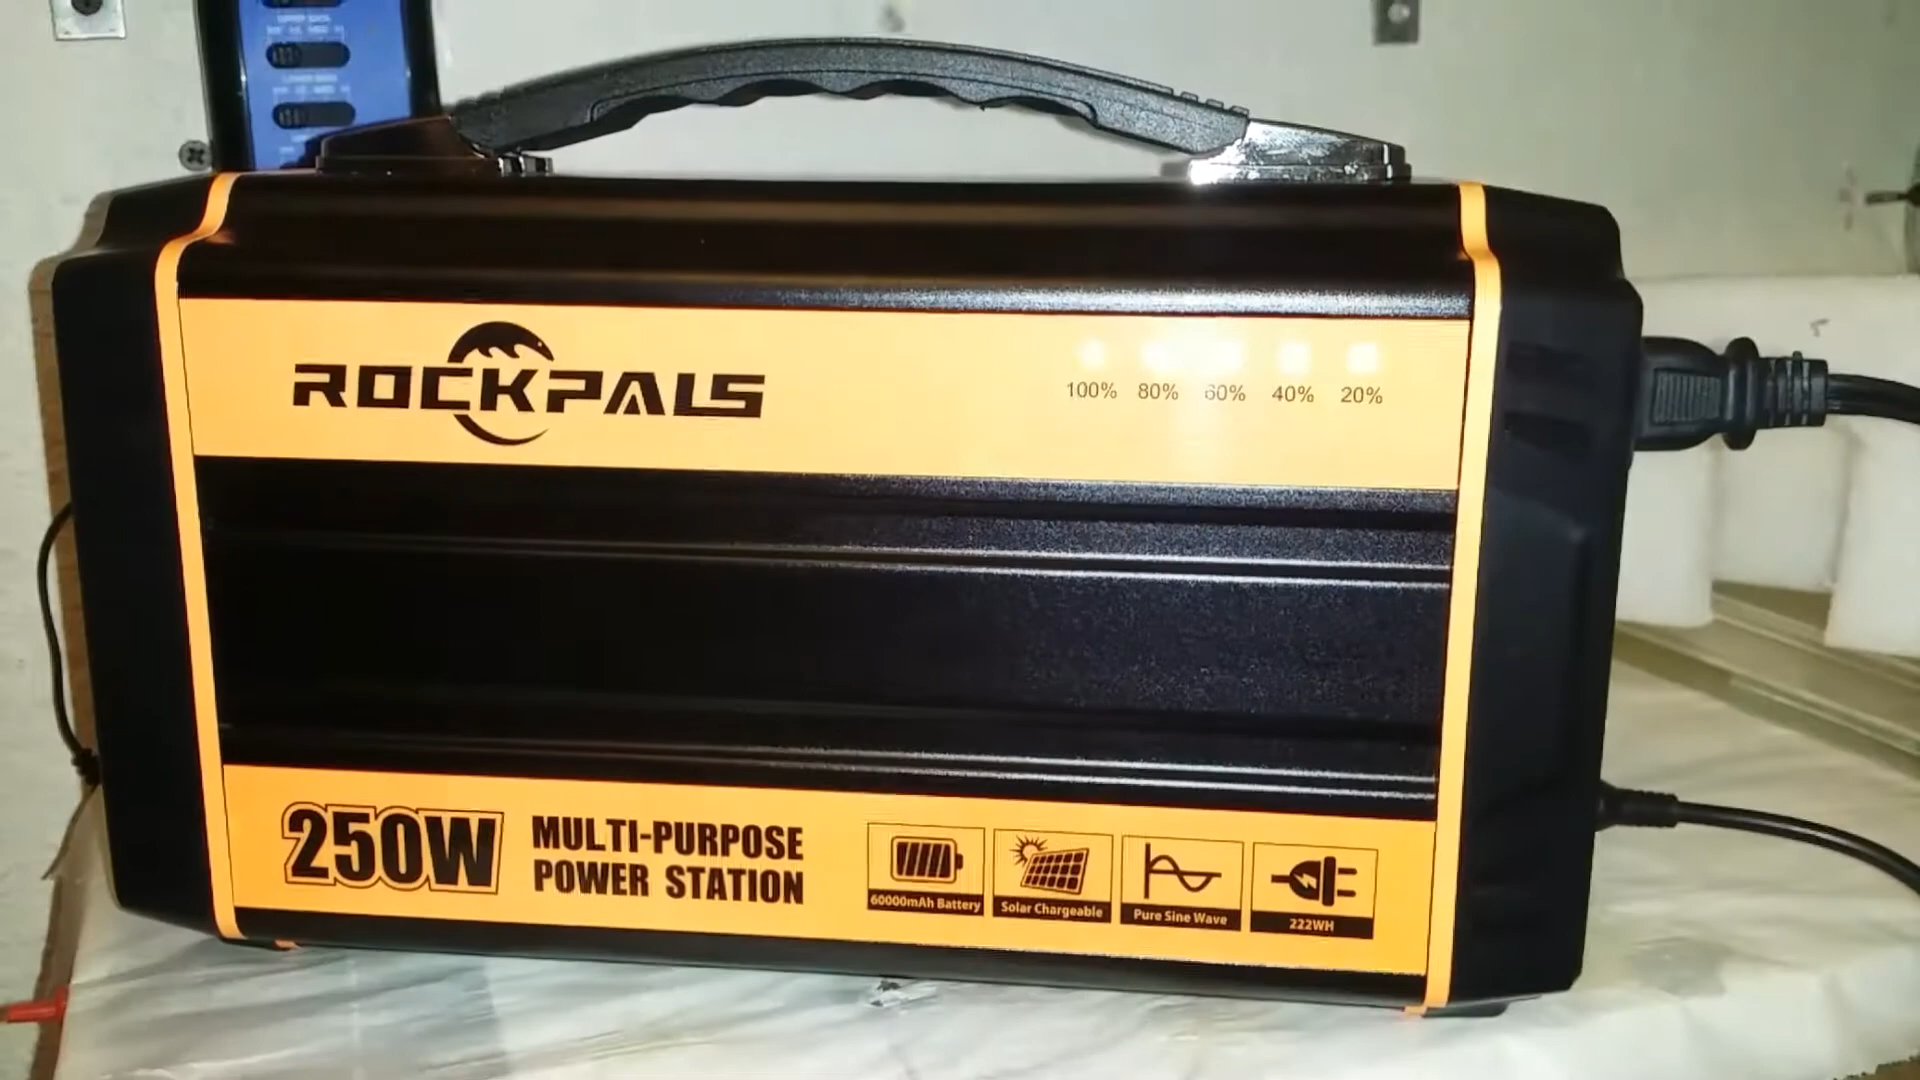 ROCKPALS
100% 80% 60% 40% 20%
250W
MULTI-PURPOSE
POWER STATION
60000mAh Battery
Solar Chargeable
Pure Sine Wave
222WH